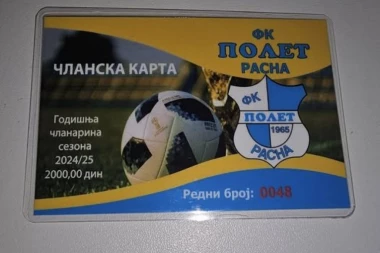 ФК
ПОЛЕТ
РАСНА
ЧЛАНСКА КАРТА
ФК
ПОЛЕТ
1965
РАСНА
Годишња
чланарина
сезона
2024/25
2000,00 дин
Редни број: 0048